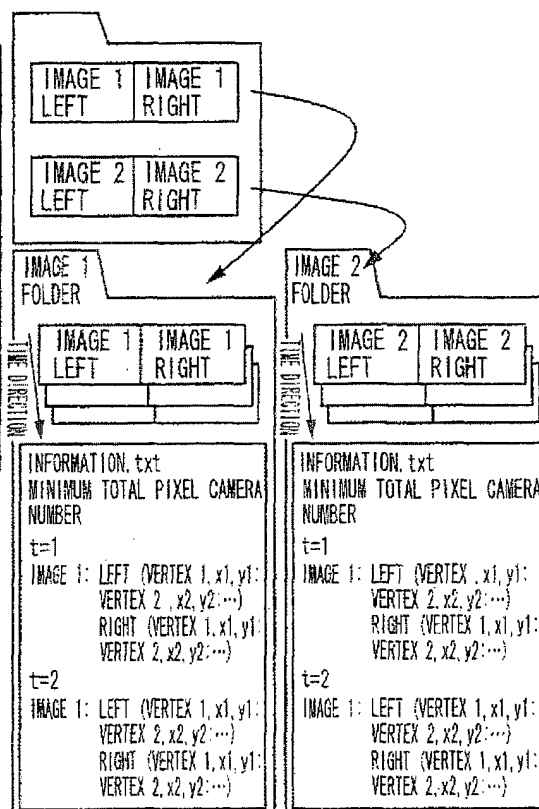 IMAGE 1 IMAGE 1
LEFT RIGHT
IMAGE 2 IMAGE 2
LEFT RIGHT
IMAGE 1
FOLDER
IMAGE 1 IMAGE 1
LEFT RIGHT
TIME DIRECTION
INFORMATION.txt
MINIMUM TOTAL PIXEL CAMERA
NUMBER
t=1
IMAGE 1: LEFT (VERTEX 1, x1, y1:
VERTEX 2 , x2, y2:…)
RIGHT (VERTEX 1, x1, y1:
VERTEX 2, x2, y2:…)
t=2
IMAGE 1: LEFT (VERTEX 1, x1, y1:
VERTEX 2, x2, y2:…)
RIGHT (VERTEX 1, x1, y1:
VERTEX 2, x2, y2:…)
IMAGE 2
FOLDER
IMAGE 2 IMAGE 2
LEFT RIGHT
TIME DIRECTION
INFORMATION.txt
MINIMUM TOTAL PIXEL CAMERA
NUMBER
t=1
IMAGE 1: LEFT (VERTEX , x1, y1:
VERTEX 2, x2, y2:…)
RIGHT (VERTEX 1, x1, y1:
VERTEX 2, x2, y2:…)
t=2
IMAGE 1: LEFT (VERTEX 1, x1, y1:
VERTEX 2, x2, y2:…)
RIGHT (VERTEX 1, x1, y1:
VERTEX 2, x2, y2:…)